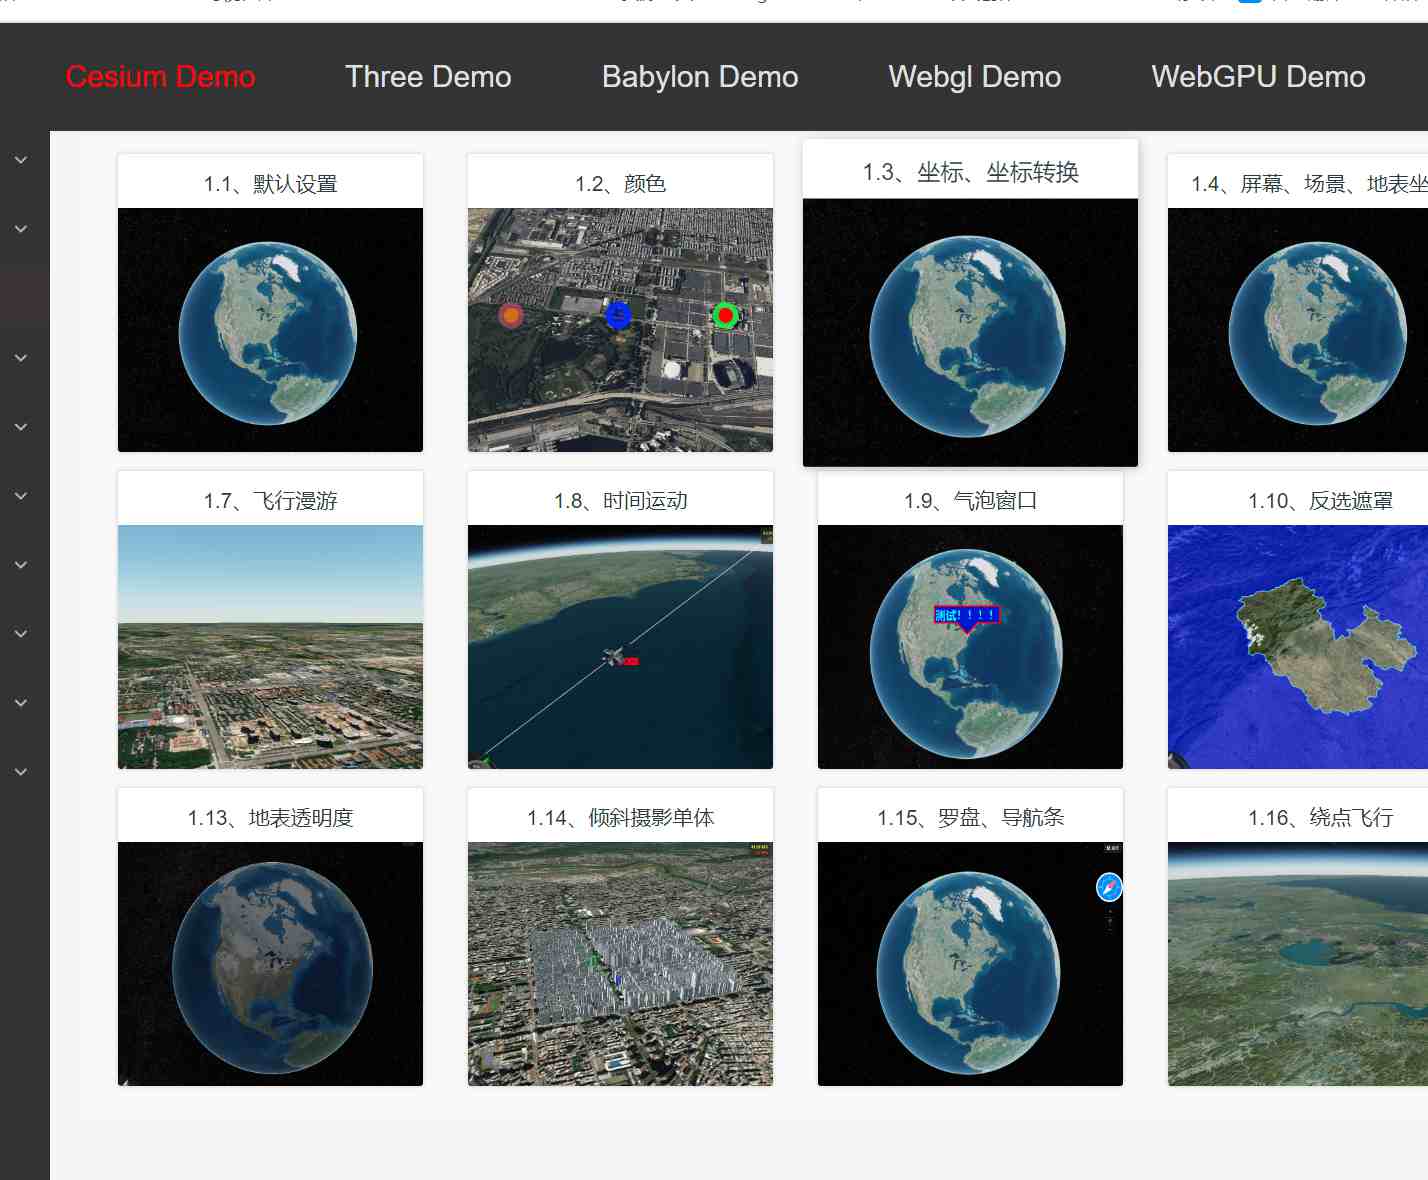 Cesium Demo
Three Demo
Babylon Demo
Webgl Demo
WebGPU Demo
1.1、默认设置
1.2、颜色
1.3、坐标、坐标转换
1.4、屏幕、场景、地表坐
1.7、飞行漫游
1.8、时间运动
1.9、气泡窗口
测试！！！！
1.10、反选遮罩
1.13、地表透明度
1.14、倾斜摄影单体
1.15、罗盘、导航条
1.16、绕点飞行